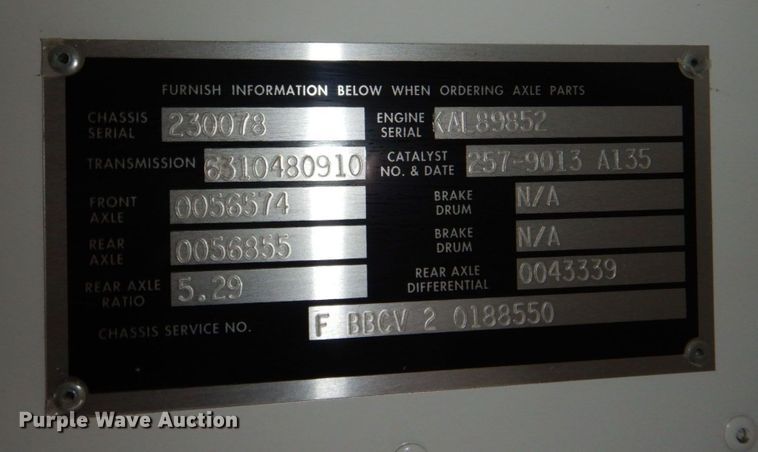 FURNISH INFORMATION BELOW WHEN ORDERING AXLE PARTS
CHASSIS SERIAL 230078 ENGINE SERIAL KAL89852
TRANSMISSION 6310480910 CATALYST NO. & DATE 257-9013 A135
FRONT AXLE 0056574 BRAKE DRUM N/A
REAR AXLE 0056855 BRAKE DRUM N/A
REAR AXLE RATIO 5.29 REAR AXLE DIFFERENTIAL 0043339
CHASSIS SERVICE NO. F BBCV 2 0188550
Purple Wave Auction